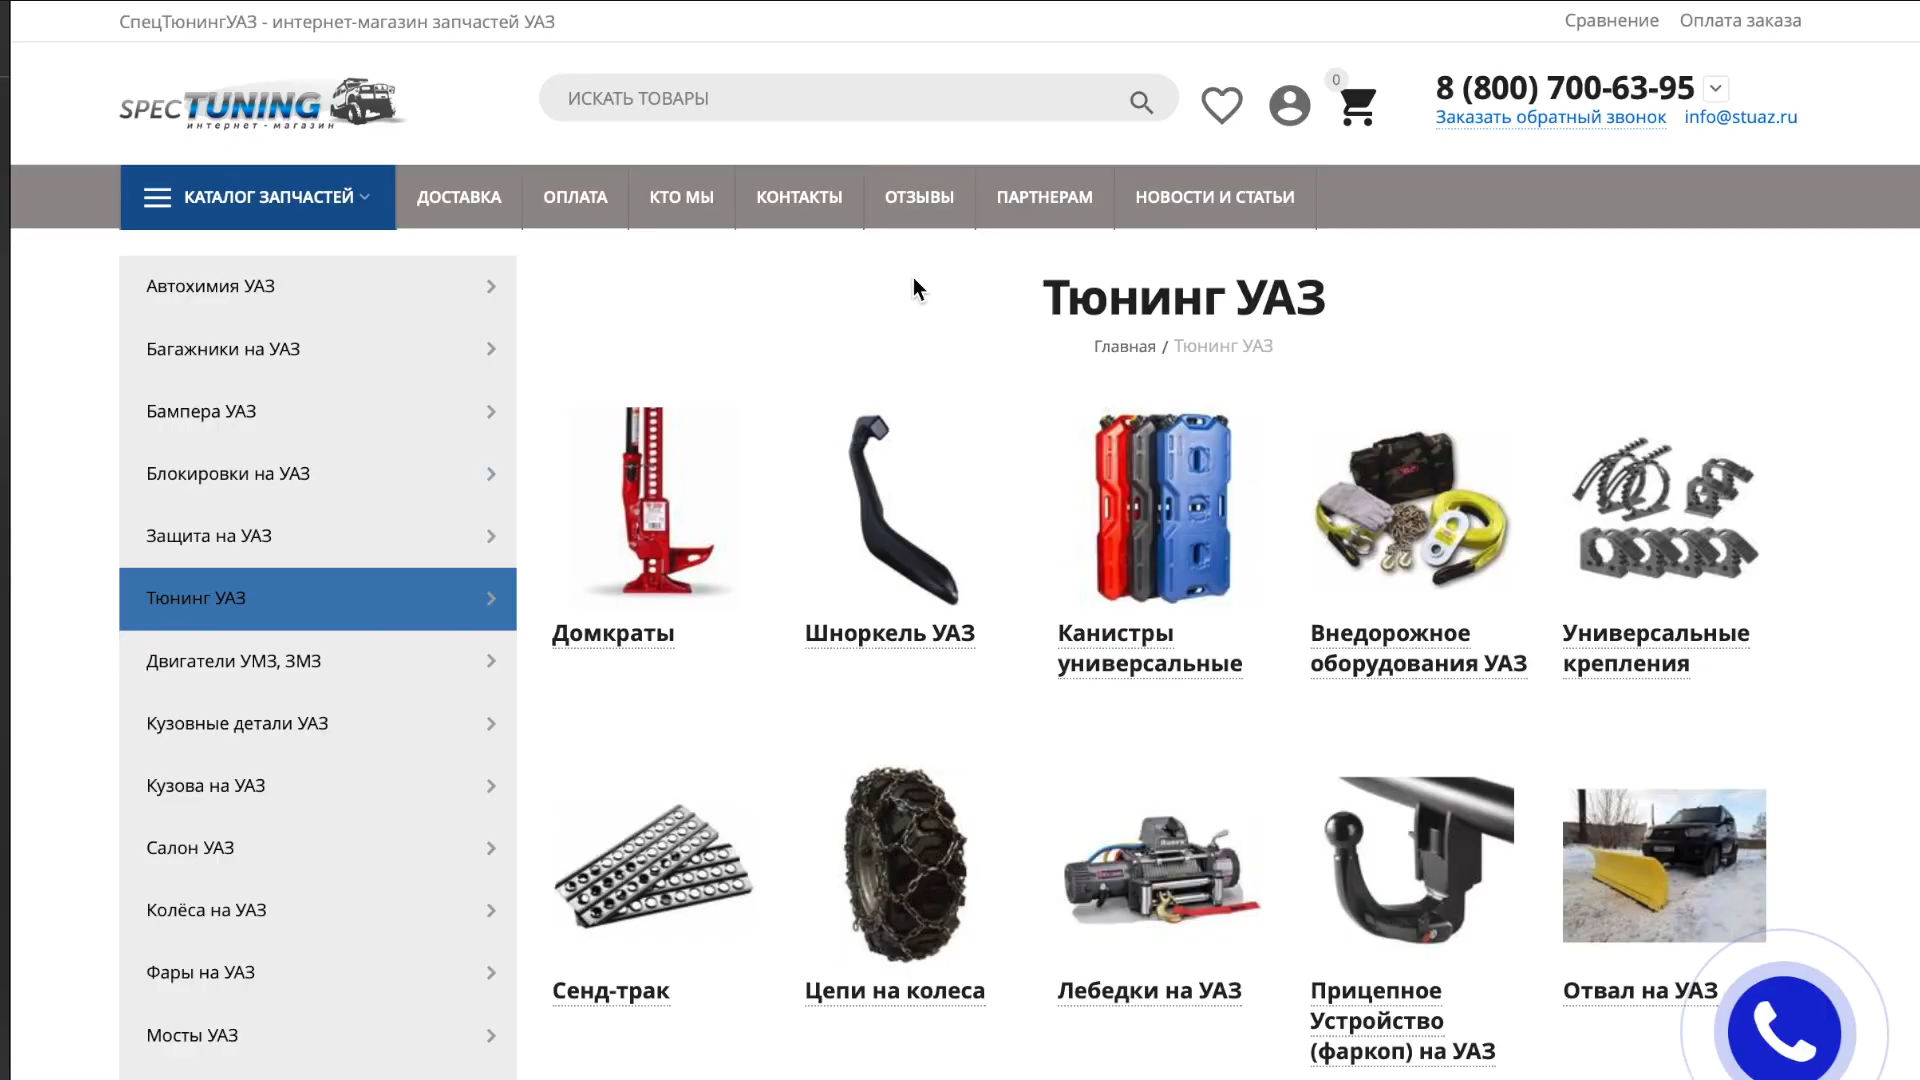 СпецТюнингУАЗ - интернет-магазин запчастей УАЗ
Сравнение Оплата заказа
SPECTUNING
интернет-магазин
ИСКАТЬ ТОВАРЫ
0
8 (800) 700-63-95
Заказать обратный звонок info@stuaz.ru
КАТАЛОГ ЗАПЧАСТЕЙ ДОСТАВКА ОПЛАТА КТО МЫ КОНТАКТЫ ОТЗЫВЫ ПАРТНЕРАМ НОВОСТИ И СТАТЬИ
Автохимия УАЗ
Багажники на УАЗ
Бампера УАЗ
Блокировки на УАЗ
Защита на УАЗ
Тюнинг УАЗ
Двигатели УМЗ, ЗМЗ
Кузовные детали УАЗ
Кузова на УАЗ
Салон УАЗ
Колёса на УАЗ
Фары на УАЗ
Мосты УАЗ
Тюнинг УАЗ
Главная / Тюнинг УАЗ
Домкраты
Шноркель УАЗ
Канистры
универсальные
Внедорожное
оборудования УАЗ
Универсальные
крепления
Сенд-трак
Цепи на колеса
Лебедки на УАЗ
Прицепное
Устройство
(фаркоп) на УАЗ
Отвал на УАЗ